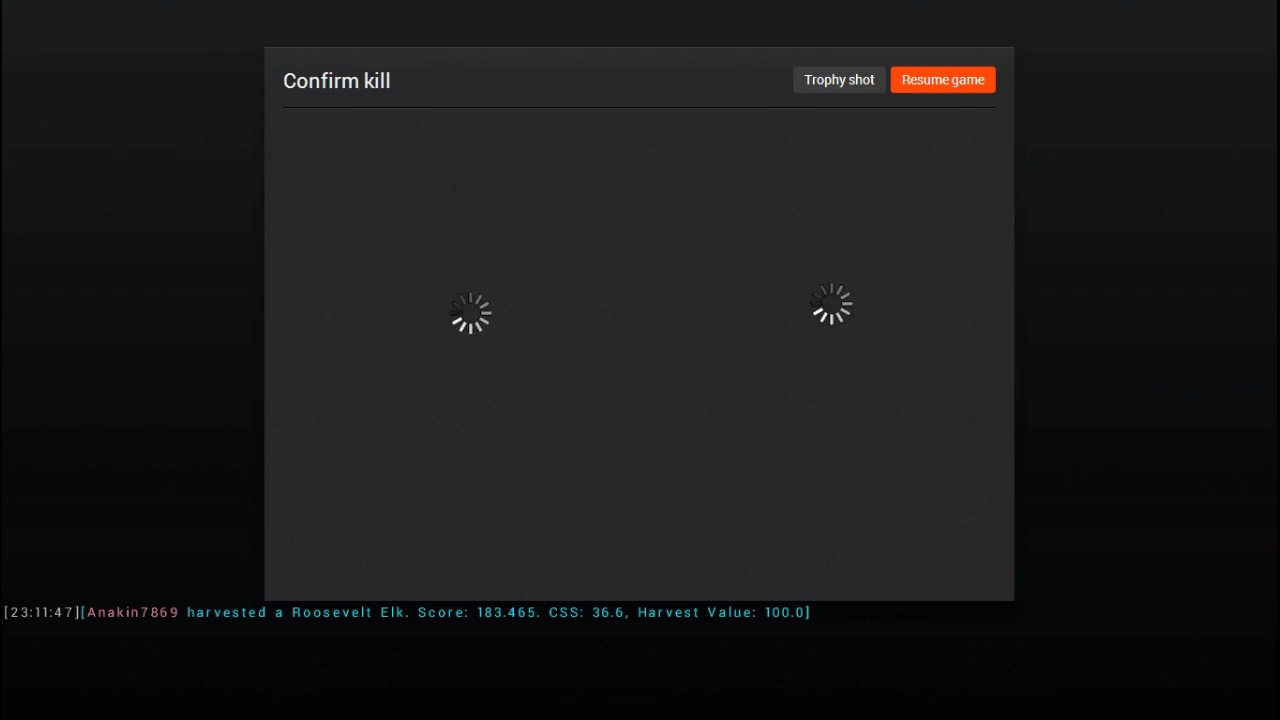 Confirm kill
Trophy shot
Resume game
[23:11:47][Anakin7869 harvested a Roosevelt Elk. Score: 183.465. CSS: 36.6, Harvest Value: 100.0]